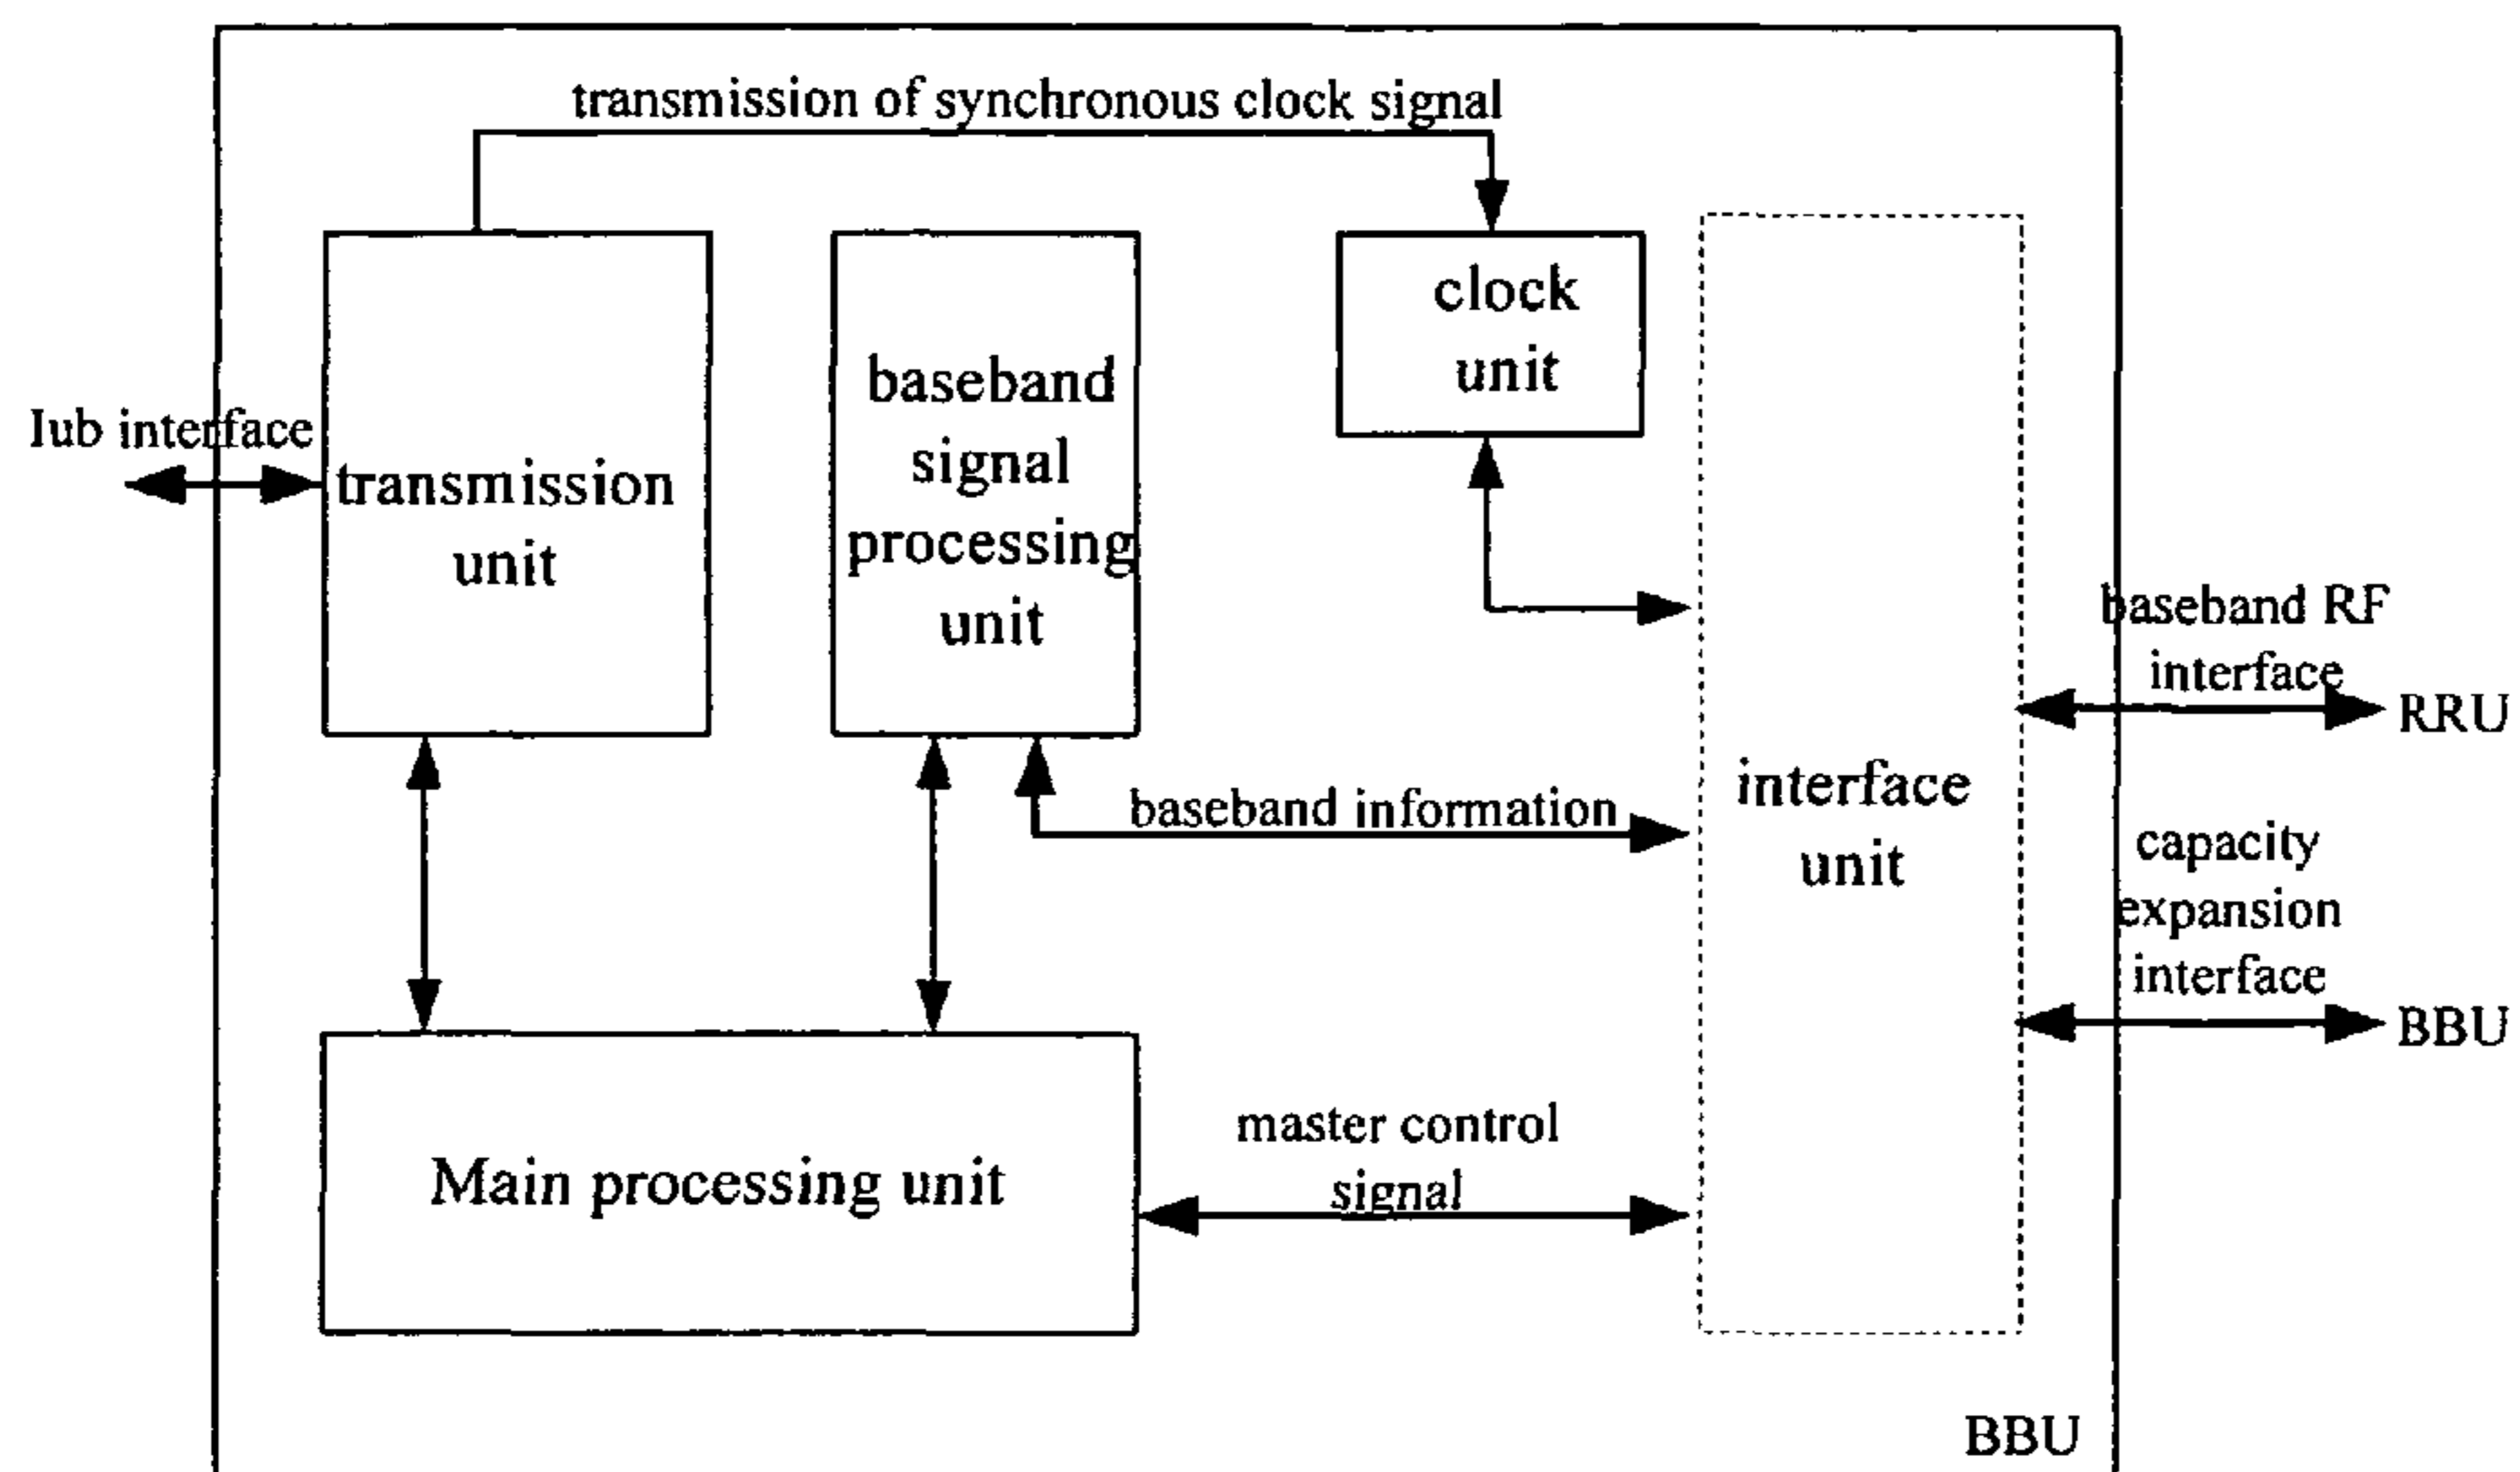 transmission of synchronous clock signal
clock
unit
baseband
signal
processing
unit
Iub interface
transmission
unit
baseband RF
interface
RRU
interface
unit
baseband information
capacity
expansion
interface
BBU
master control
signal
Main processing unit
BBU